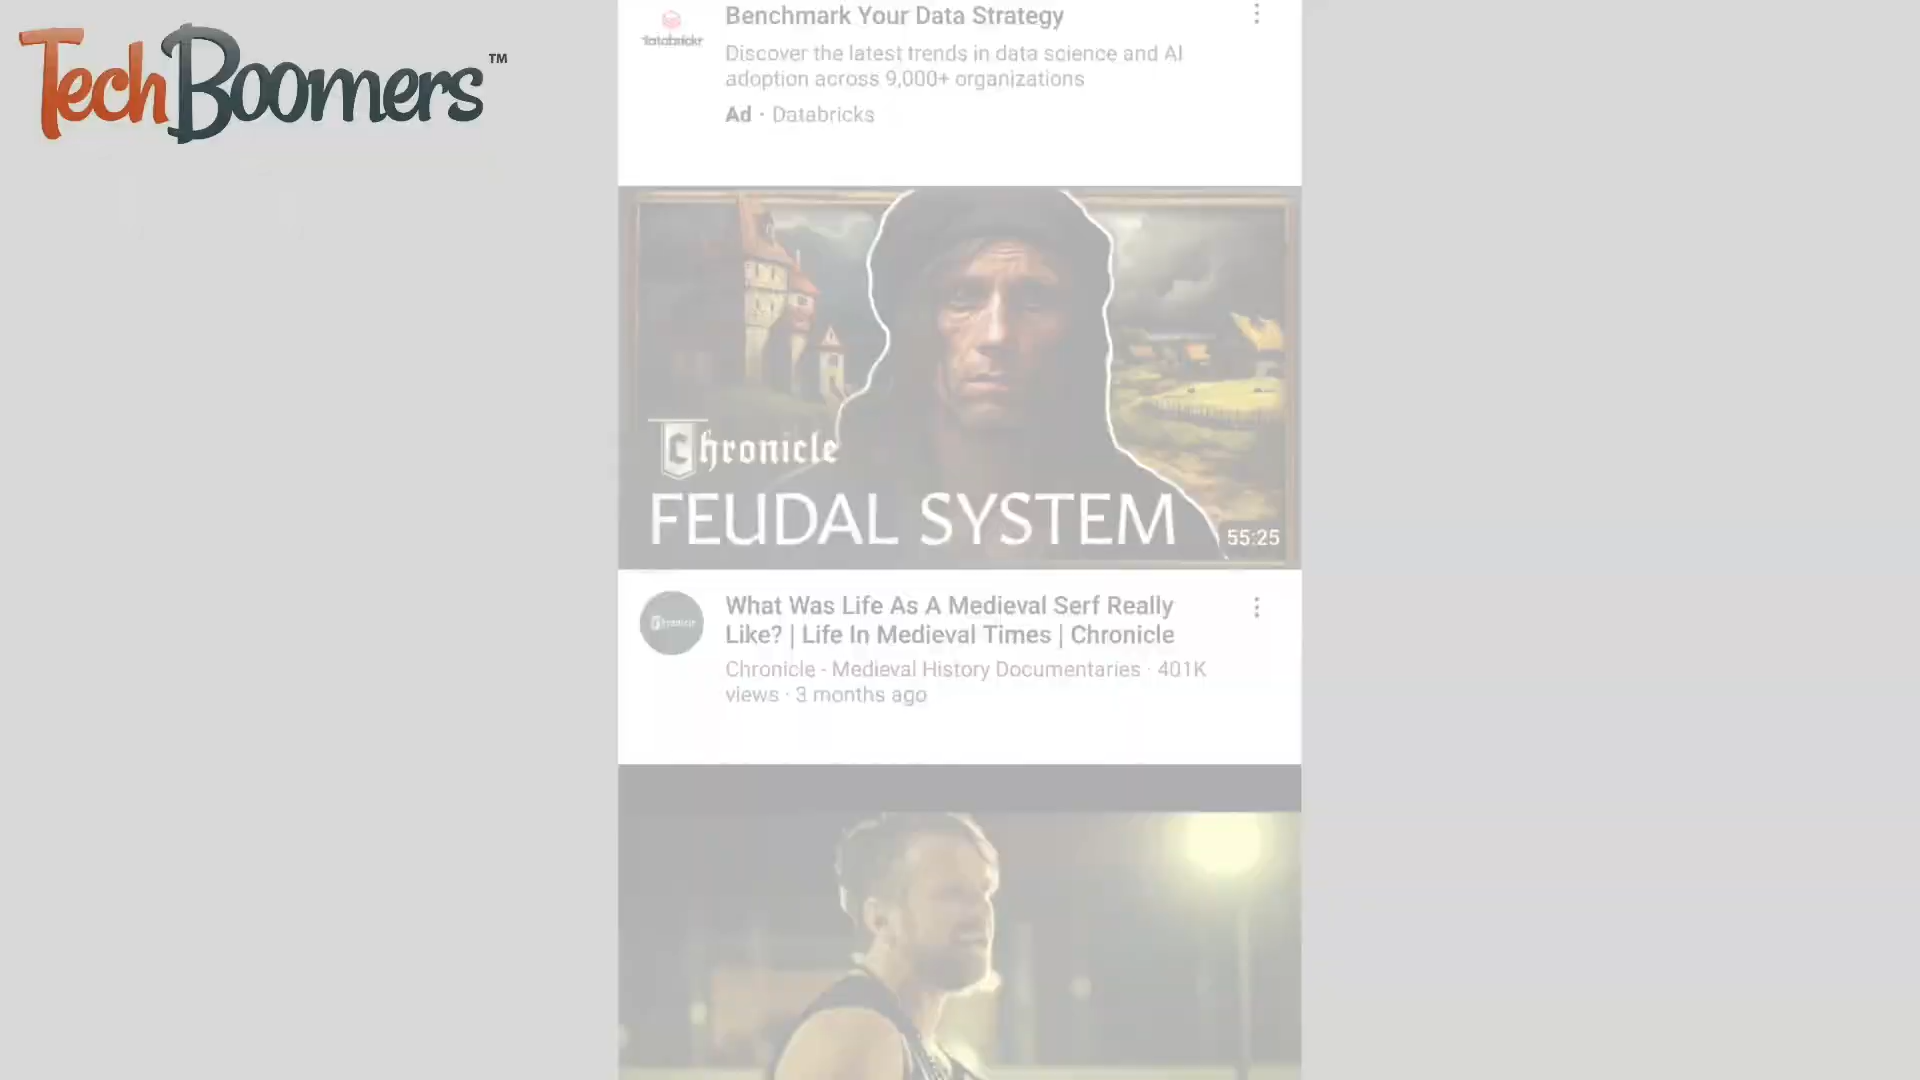 TechBoomers™
Benchmark Your Data Strategy
Discover the latest trends in data science and AI
adoption across 9,000+ organizations
Ad · Databricks
Chronicle
FEUDAL SYSTEM
55:25
What Was Life As A Medieval Serf Really
Like? | Life In Medieval Times | Chronicle
Chronicle - Medieval History Documentaries · 401K
views · 3 months ago